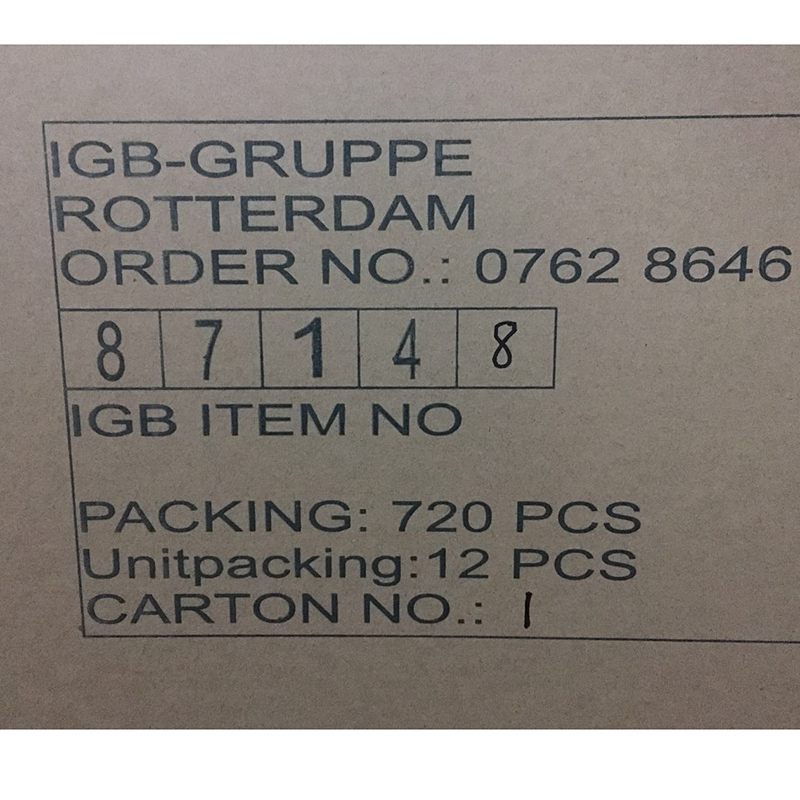 IGB-GRUPPE
ROTTERDAM
ORDER NO.: 0762 8646
8 7 1 4 8
IGB ITEM NO
PACKING: 720 PCS
Unitpacking:12 PCS
CARTON NO.: 1